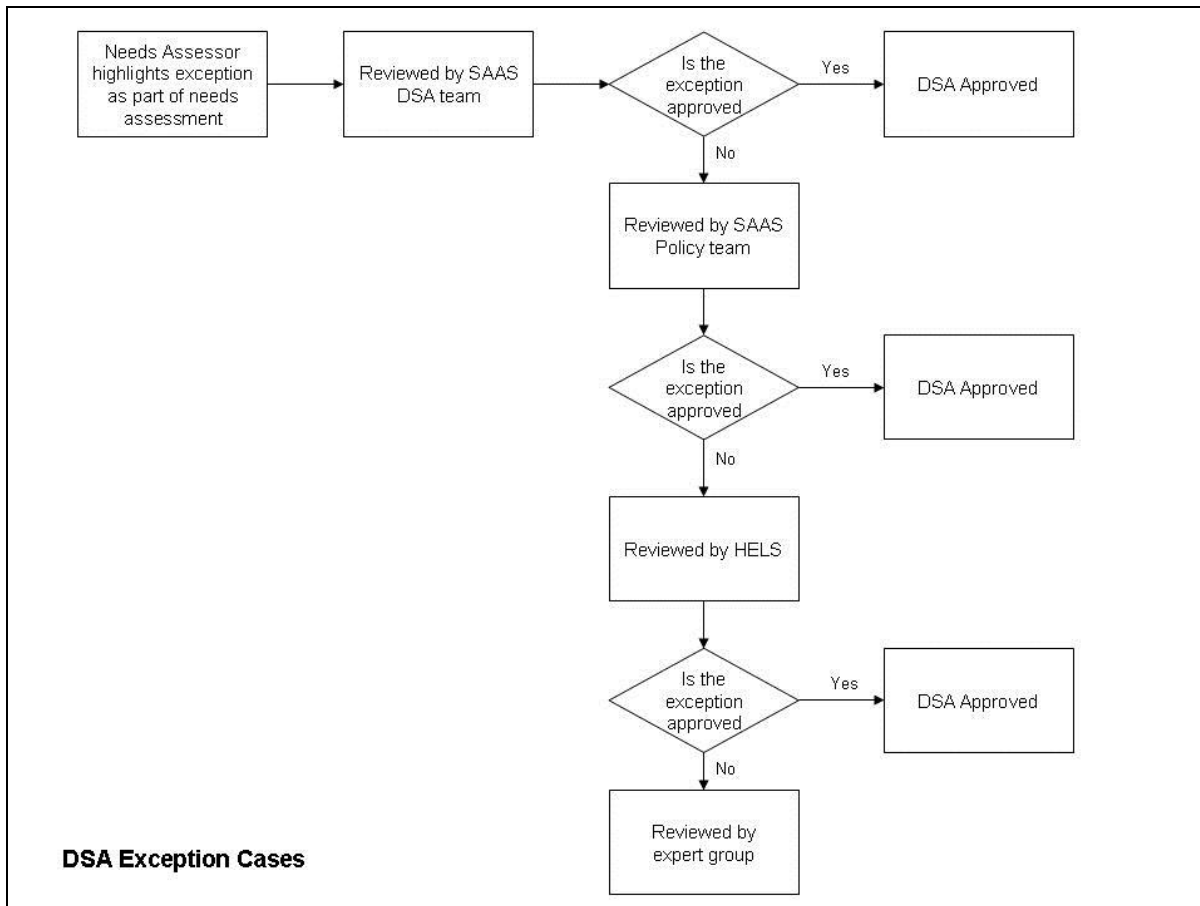 Needs Assessor
highlights exception
as part of needs
assessment
Reviewed by SAAS
DSA team
Is the
exception
approved
Yes
DSA Approved
No
Reviewed by SAAS
Policy team
Is the
exception
approved
Yes
DSA Approved
No
Reviewed by HELS
Is the
exception
approved
Yes
DSA Approved
No
Reviewed by
expert group
DSA Exception Cases